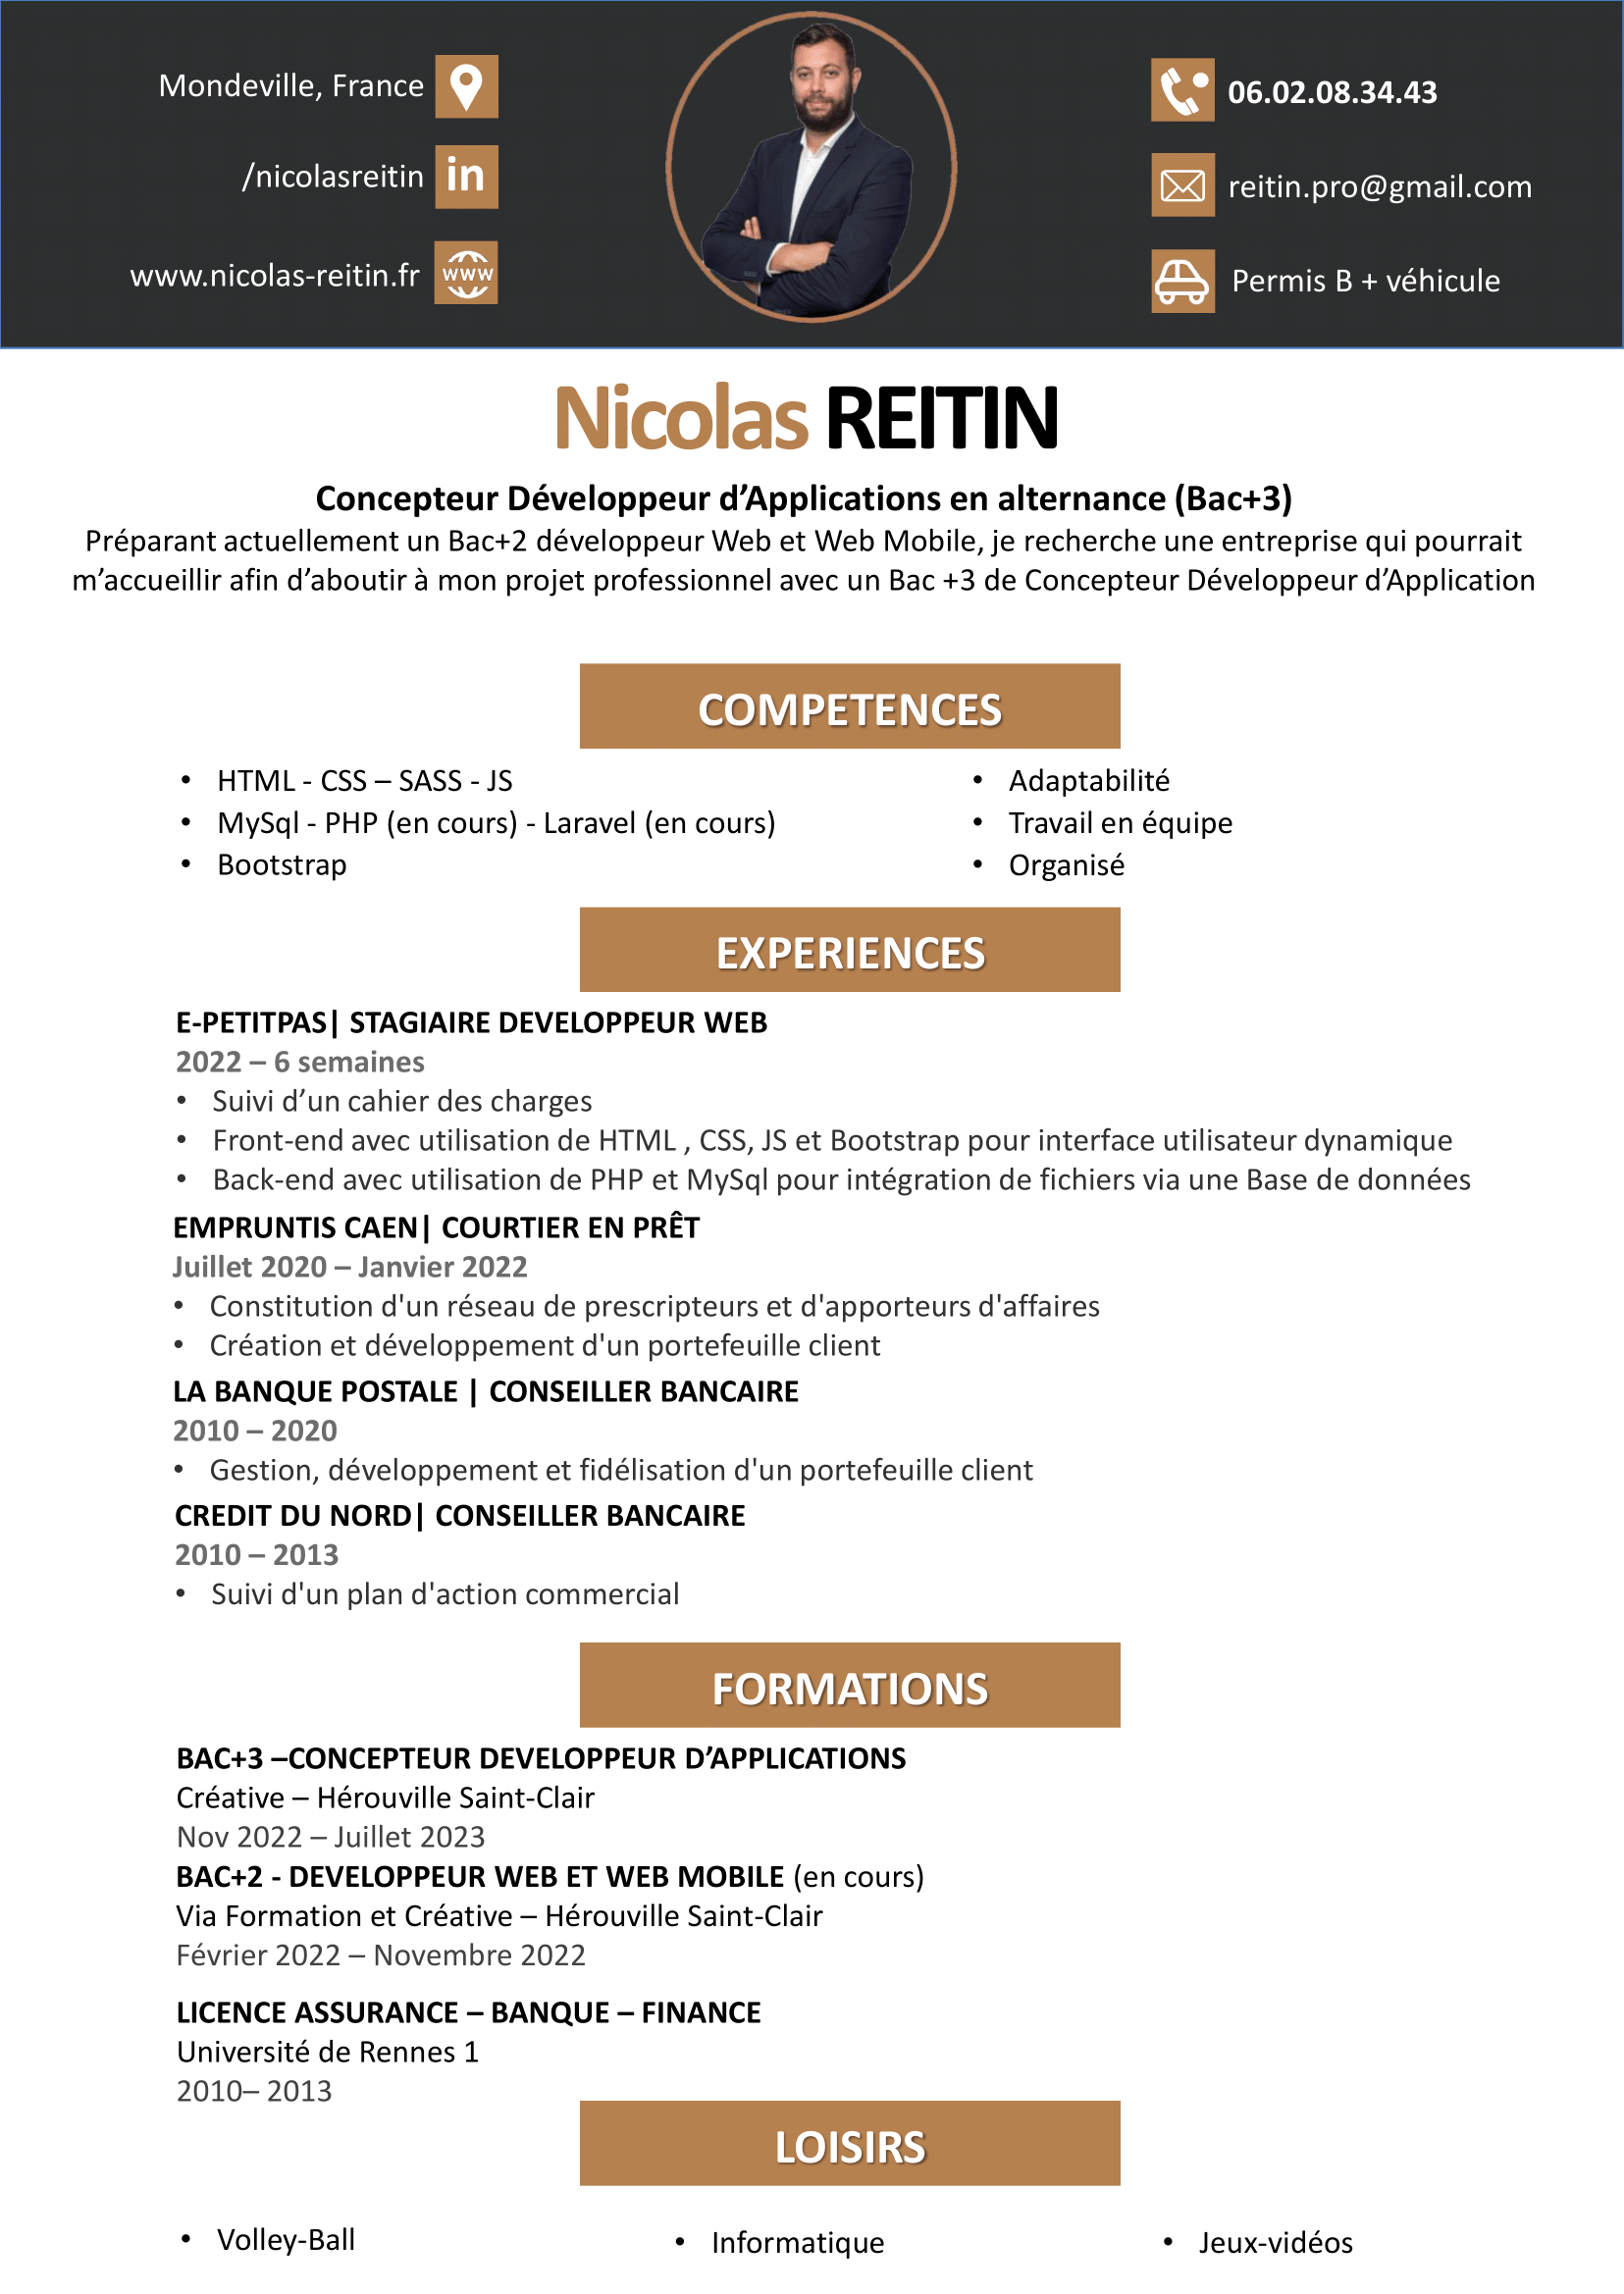 Mondeville, France
/nicolasreitin
in
www.nicolas-reitin.fr
www
06.02.08.34.43
reitin.pro@gmail.com
Permis B + véhicule
Nicolas REITIN
Concepteur Développeur d’Applications en alternance (Bac+3)
Préparant actuellement un Bac+2 développeur Web et Web Mobile, je recherche une entreprise qui pourrait
m’accueillir afin d’aboutir à mon projet professionnel avec un Bac +3 de Concepteur Développeur d’Application
COMPETENCES
• HTML - CSS – SASS - JS
• MySql - PHP (en cours) - Laravel (en cours)
• Bootstrap
• Adaptabilité
• Travail en équipe
• Organisé
EXPERIENCES
E-PETITPAS| STAGIAIRE DEVELOPPEUR WEB
2022 – 6 semaines
• Suivi d’un cahier des charges
• Front-end avec utilisation de HTML , CSS, JS et Bootstrap pour interface utilisateur dynamique
• Back-end avec utilisation de PHP et MySql pour intégration de fichiers via une Base de données
EMPRUNTIS CAEN| COURTIER EN PRÊT
Juillet 2020 – Janvier 2022
• Constitution d'un réseau de prescripteurs et d'apporteurs d'affaires
• Création et développement d'un portefeuille client
LA BANQUE POSTALE | CONSEILLER BANCAIRE
2010 – 2020
• Gestion, développement et fidélisation d'un portefeuille client
CREDIT DU NORD| CONSEILLER BANCAIRE
2010 – 2013
• Suivi d'un plan d'action commercial
FORMATIONS
BAC+3 –CONCEPTEUR DEVELOPPEUR D’APPLICATIONS
Créative – Hérouville Saint-Clair
Nov 2022 – Juillet 2023
BAC+2 - DEVELOPPEUR WEB ET WEB MOBILE (en cours)
Via Formation et Créative – Hérouville Saint-Clair
Février 2022 – Novembre 2022
LICENCE ASSURANCE – BANQUE – FINANCE
Université de Rennes 1
2010– 2013
LOISIRS
• Volley-Ball
• Informatique
• Jeux-vidéos